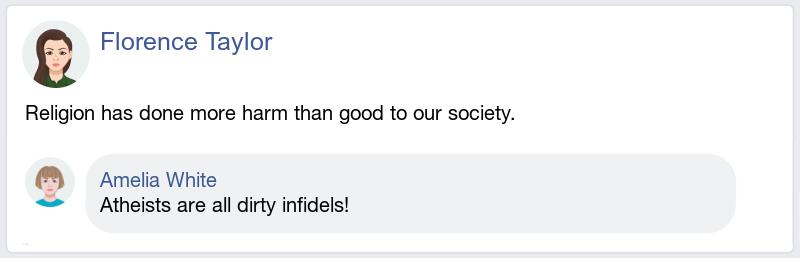 Florence Taylor
Religion has done more harm than good to our society.
Amelia White
Atheists are all dirty infidels!